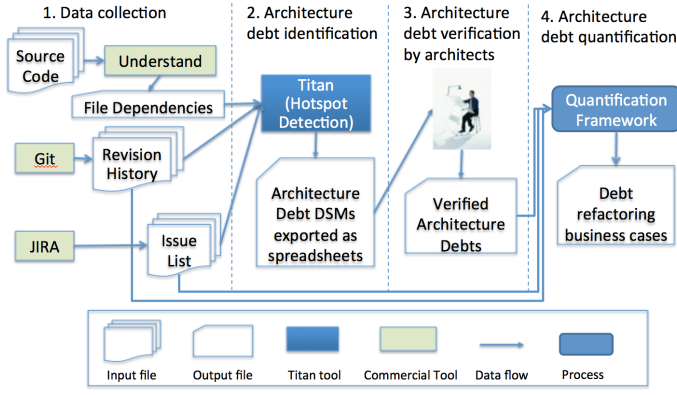 1. Data collection
2. Architecture
debt identification
3. Architecture
debt verification
by architects
4. Architecture
debt quantification
Source
Code
Understand
File Dependencies
Git
Revision
History
JIRA
Issue
List
Titan
(Hotspot
Detection)
Architecture
Debt DSMs
exported as
spreadsheets
Verified
Architecture
Debts
Quantification
Framework
Debt
refactoring
business cases
Input file
Output file
Titan tool
Commercial Tool
Data flow
Process